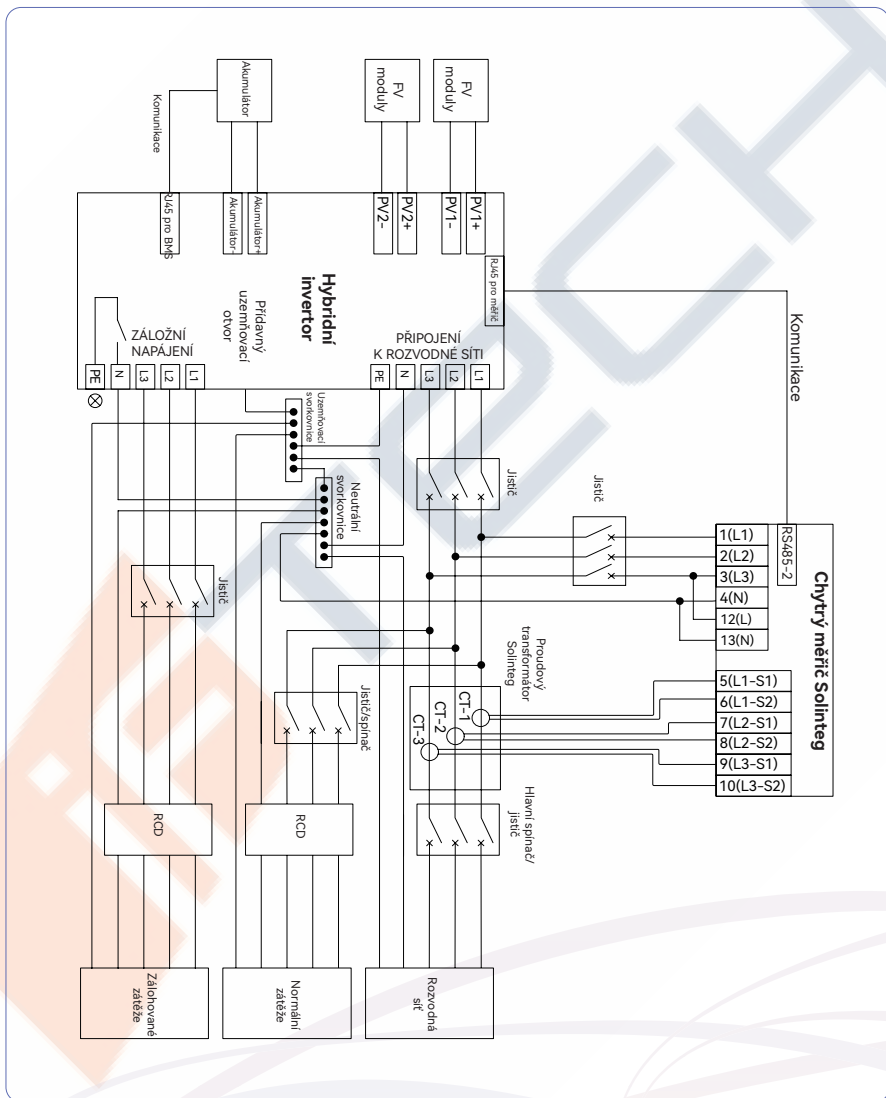 Akumulátor
Komunikace
FV
moduly
FV
moduly
RJ45 pro BMS
Akumulátor-
Akumulátor+
PV2-
PV2+
PV1-
PV1+
RJ45 pro měřič
Hybridní
invertor
Přídavný
uzemňovací
otvor
ZÁLOŽNÍ
NAPÁJENÍ
PŘIPOJENÍ
K ROZVODNÉ SÍTI
PE
N
L3
L2
L1
PE
N
L3
L2
L1
Komunikace
Uzemňovací
svorkovnice
Neutrální
svorkovnice
Jistič
Jistič
RS485-2
Chytrý měřič Solinteg
1(L1)
2(L2)
3(L3)
4(N)
12(L)
13(N)
5(L1-S1)
6(L1-S2)
7(L2-S1)
8(L2-S2)
9(L3-S1)
10(L3-S2)
Proudový
transformátor
Solinteg
CT-1
CT-2
CT-3
Jistič
Jistič/spínač
Hlavní spínač/
jistič
RCD
RCD
Zálohované
zátěže
Normální
zátěže
Rozvodná
síť
TECH